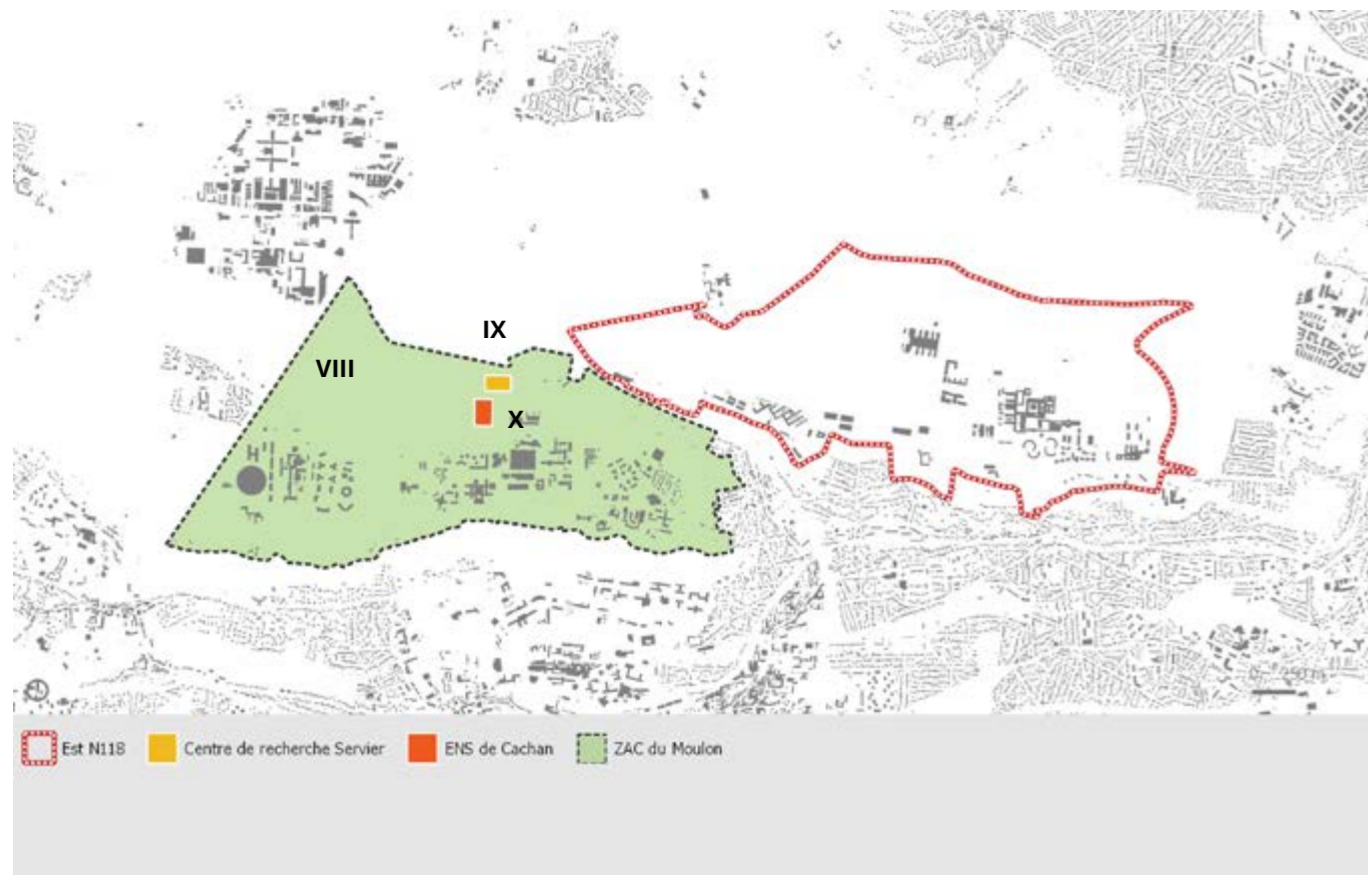 IX
VIII
X
Est N118
Centre de recherche Servier
ENS de Cachan
ZAC du Moulon